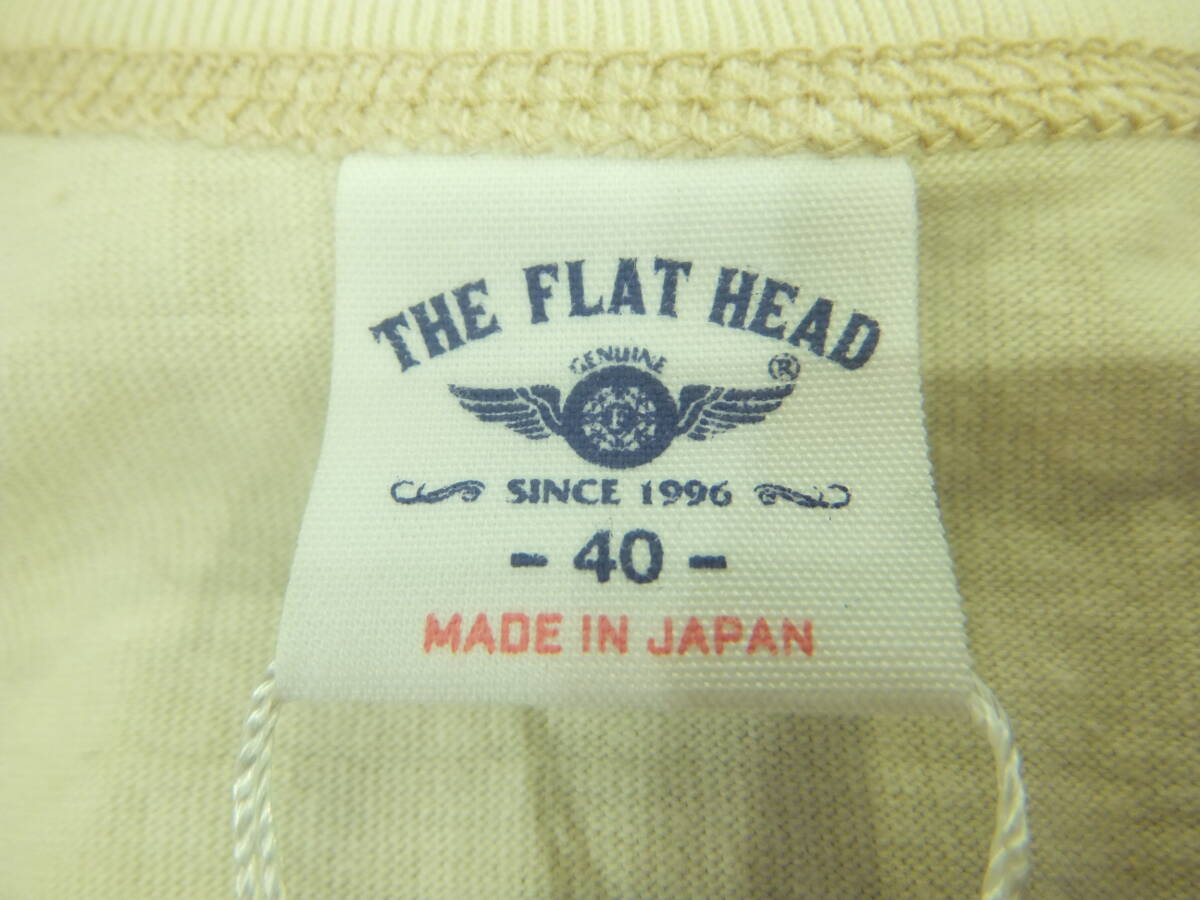 THE FLAT HEAD
GENUINE
®
F
SINCE 1996
- 40 -
MADE IN JAPAN